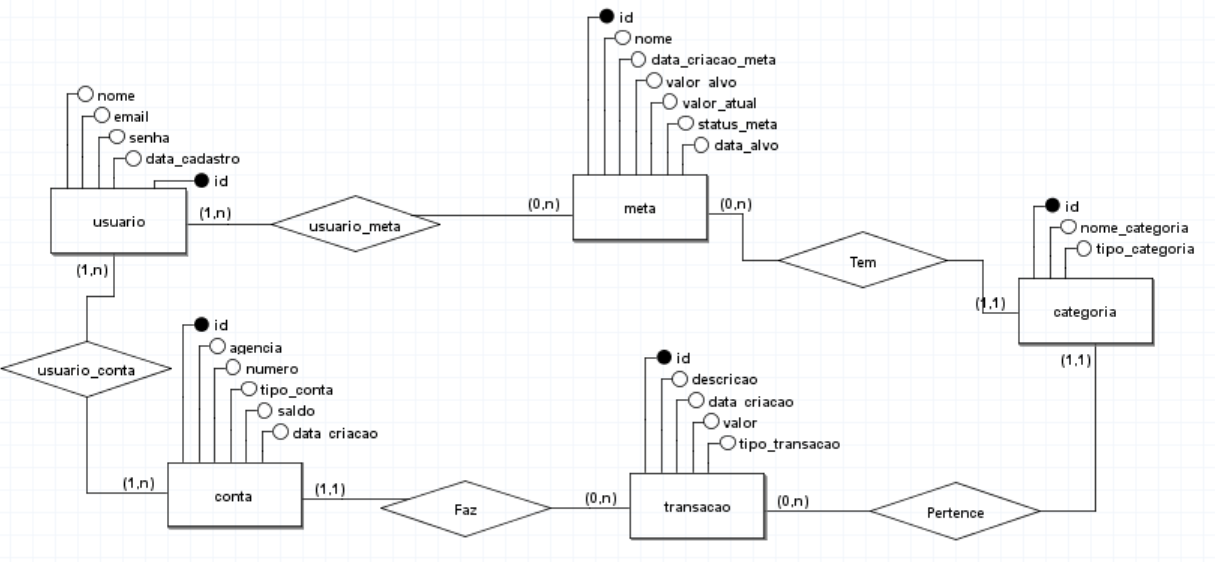 id
nome
data_criacao_meta
valor_alvo
valor_atual
status_meta
data_alvo
meta
nome
email
senha
data_cadastro
id
usuario
(1,n)
usuario_meta
(0,n)
(0,n)
Tem
(1,1)
id
nome_categoria
tipo_categoria
categoria
(1,1)
(1,n)
usuario_conta
(1,n)
id
agencia
numero
tipo_conta
saldo
data_criacao
conta
(1,1)
Faz
(0,n)
id
descricao
data_criacao
valor
tipo_transacao
transacao
(0,n)
Pertence